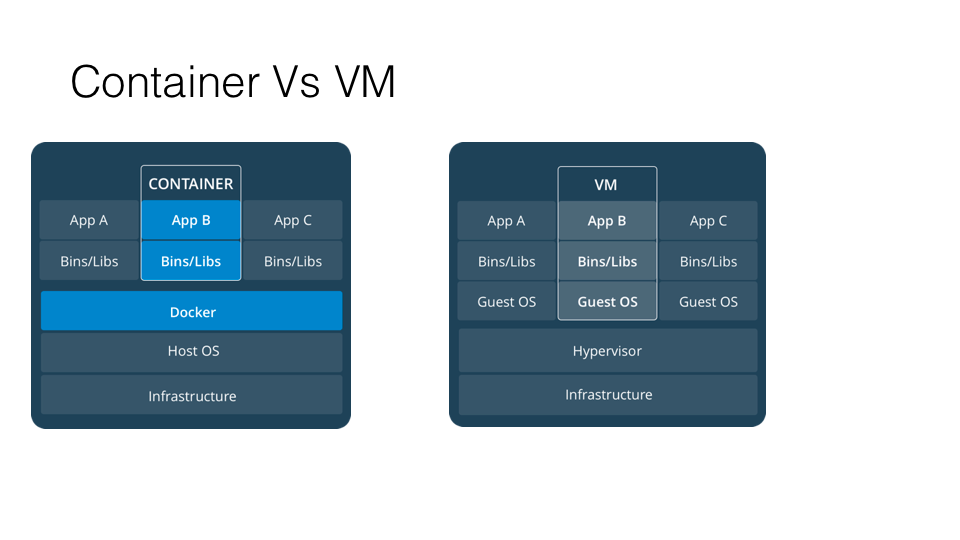 Container Vs VM
CONTAINER
App A App B App C
Bins/Libs Bins/Libs Bins/Libs
Docker
Host OS
Infrastructure
VM
App A App B App C
Bins/Libs Bins/Libs Bins/Libs
Guest OS Guest OS Guest OS
Hypervisor
Infrastructure